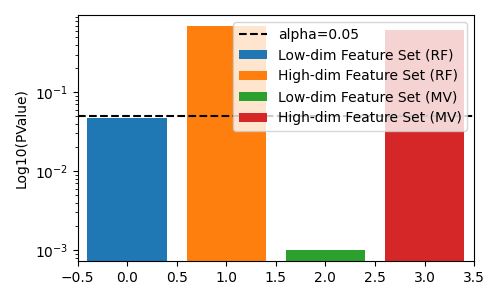 alpha=0.05
Low-dim Feature Set (RF)
High-dim Feature Set (RF)
Low-dim Feature Set (MV)
High-dim Feature Set (MV)
Log10(PValue)
10⁻¹
10⁻²
10⁻³
−0.5 0.0 0.5 1.0 1.5 2.0 2.5 3.0 3.5